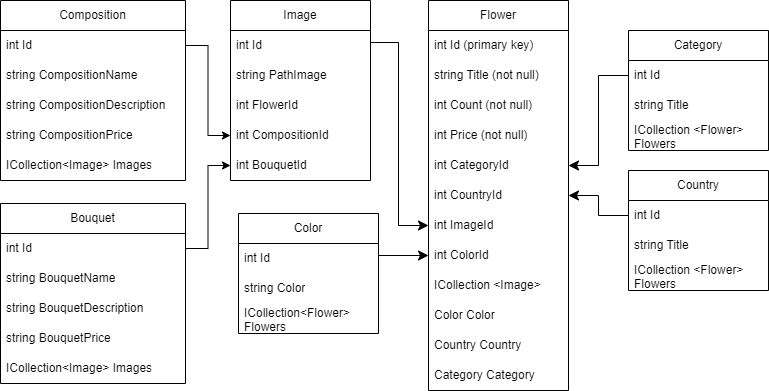 Composition
int Id
string CompositionName
string CompositionDescription
string CompositionPrice
ICollection<Image> Images
Image
int Id
string PathImage
int FlowerId
int CompositionId
int BouquetId
Flower
int Id (primary key)
string Title (not null)
int Count (not null)
int Price (not null)
int CategoryId
int CountryId
int ImageId
int ColorId
ICollection <Image>
Color Color
Country Country
Category Category
Category
int Id
string Title
ICollection <Flower>
Flowers
Country
int Id
string Title
ICollection <Flower>
Flowers
Bouquet
int Id
string BouquetName
string BouquetDescription
string BouquetPrice
ICollection<Image> Images
Color
int Id
string Color
ICollection<Flower>
Flowers